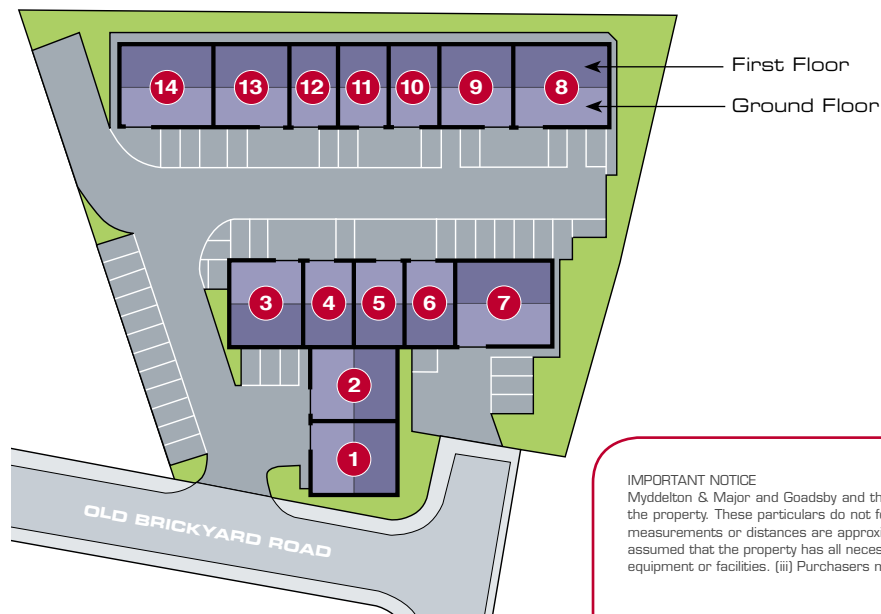 14 13 12 11 10 9 8
First Floor
Ground Floor
3 4 5 6 7
2
1
OLD BRICKYARD ROAD
IMPORTANT NOTICE
Myddelton & Major and Goadsby and th
the property. These particulars do not f
measurements or distances are approxi
assumed that the property has all neces
equipment or facilities. (iii) Purchasers n